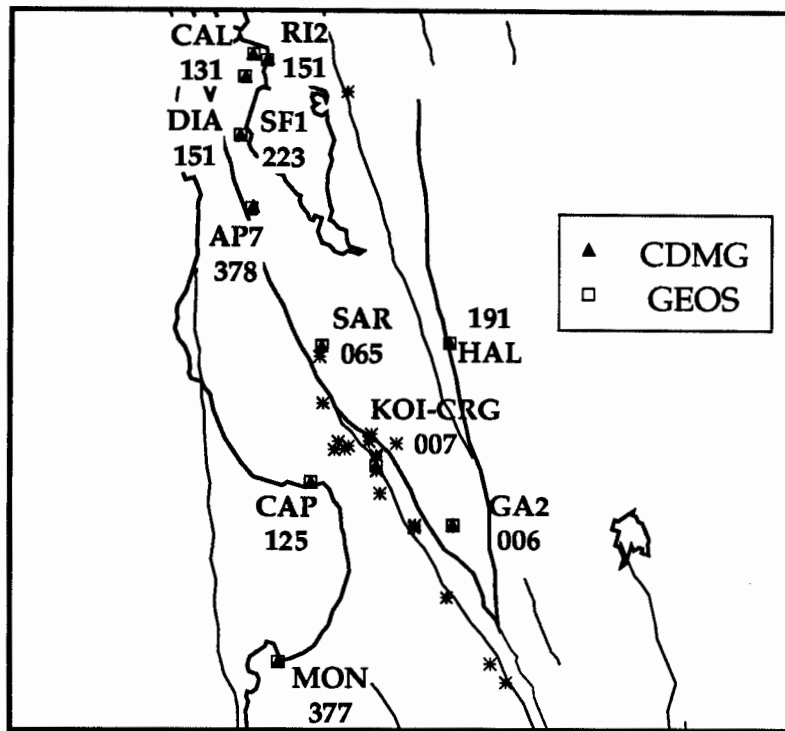 CAL
131
RI2
151
DIA
151
SF1
223
AP7
378
CDMG
GEOS
SAR
065
191
HAL
KOI-CRG
007
CAP
125
GA2
006
MON
377